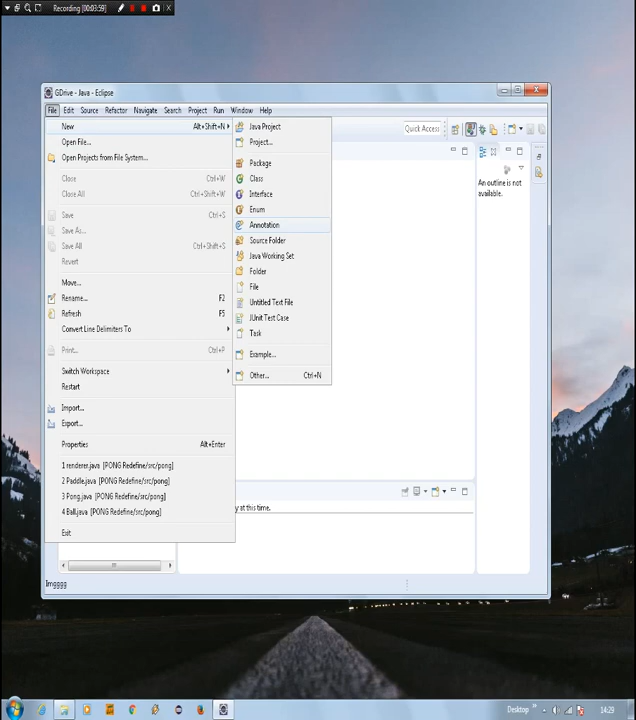 Recording [00:03:59]
GDrive - Java - Eclipse
File Edit Source Refactor Navigate Search Project Run Window Help
Quick Access
New Alt+Shift+N
Open File...
Open Projects from File System...
Close Ctrl+W
Close All Ctrl+Shift+W
Save Ctrl+S
Save As...
Save All Ctrl+Shift+S
Revert
Move...
Rename... F2
Refresh F5
Convert Line Delimiters To
Print... Ctrl+P
Switch Workspace
Restart
Import...
Export...
Properties Alt+Enter
1 renderer.java [PONG Redefine/src/pong]
2 Paddle.java [PONG Redefine/src/pong]
3 Pong.java [PONG Redefine/src/pong]
4 Ball.java [PONG Redefine/src/pong]
Exit
Java Project
Project...
Package
Class
Interface
Enum
Annotation
Source Folder
Java Working Set
Folder
File
Untitled Text File
JUnit Test Case
Task
Example...
Other... Ctrl+N
An outline is not
available.
y at this time.
Imgggg
Desktop
14:29